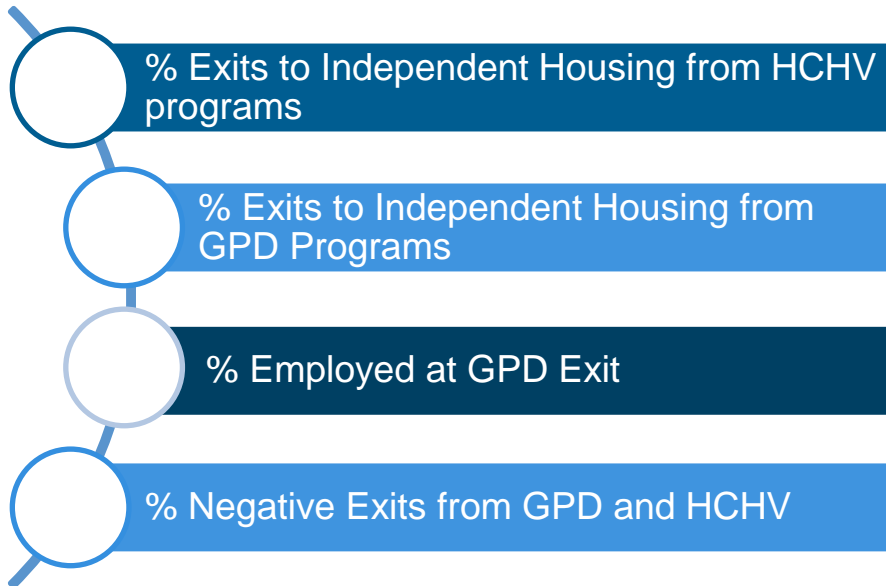 % Exits to Independent Housing from HCHV
programs
% Exits to Independent Housing from
GPD Programs
% Employed at GPD Exit
% Negative Exits from GPD and HCHV